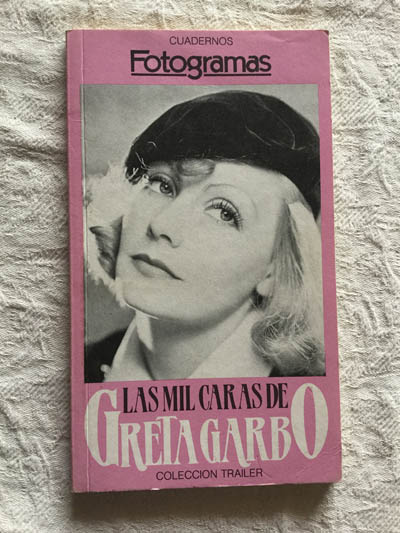 CUADERNOS
Fotogramas
LAS MIL CARAS DE
GRETA GARBO
COLECCION TRAILER